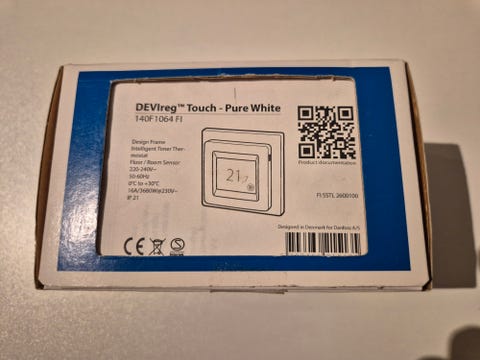 DEVIreg™ Touch - Pure White
140F1064 FI
Design Frame
Intelligent Timer Ther-
mostat
Floor / Room Sensor
220-240V~
50-60Hz
0°C to +30°C
16A/3680W@230V~
IP 21
21.7
Product documentation
FI:SSTL 2600100
Designed in Denmark for Danfoss A/S
CE